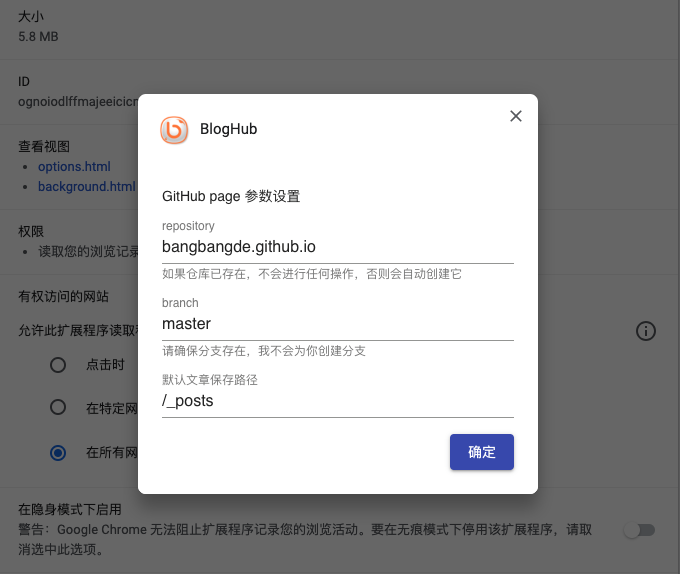 大小
5.8 MB
ID
ognoiodlffmajeeicicr
查看视图
options.html
background.html
权限
读取您的浏览记录
有权访问的网站
允许此扩展程序读取
点击时
在特定网
在所有网
BlogHub
GitHub page 参数设置
repository
bangbangde.github.io
如果仓库已存在，不会进行任何操作，否则会自动创建它
branch
master
请确保分支存在，我不会为你创建分支
默认文章保存路径
/_posts
确定
在隐身模式下启用
警告：Google Chrome 无法阻止扩展程序记录您的浏览活动。要在无痕模式下停用该扩展程序，请取
消选中此选项。